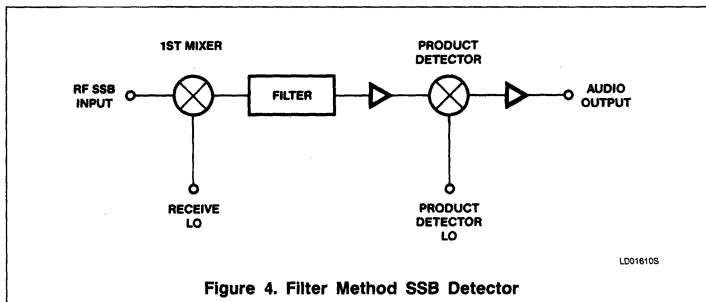 1ST MIXER
PRODUCT
DETECTOR
RF SSB
INPUT
FILTER
AUDIO
OUTPUT
RECEIVE
LO
PRODUCT
DETECTOR
LO
LD01610S
Figure 4. Filter Method SSB Detector